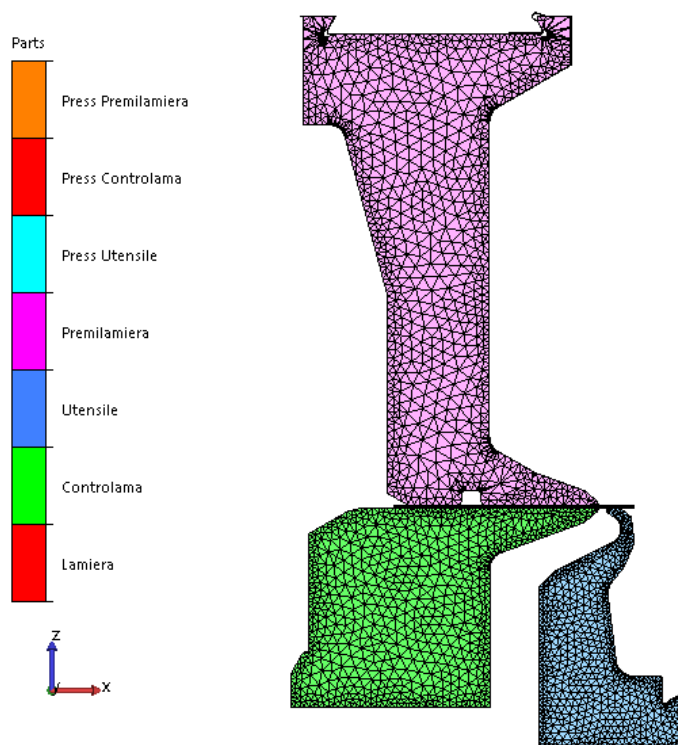 Parts
Press Premilamiera
Press Controlama
Press Utensile
Premilamiera
Utensile
Controlama
Lamiera
Z
X